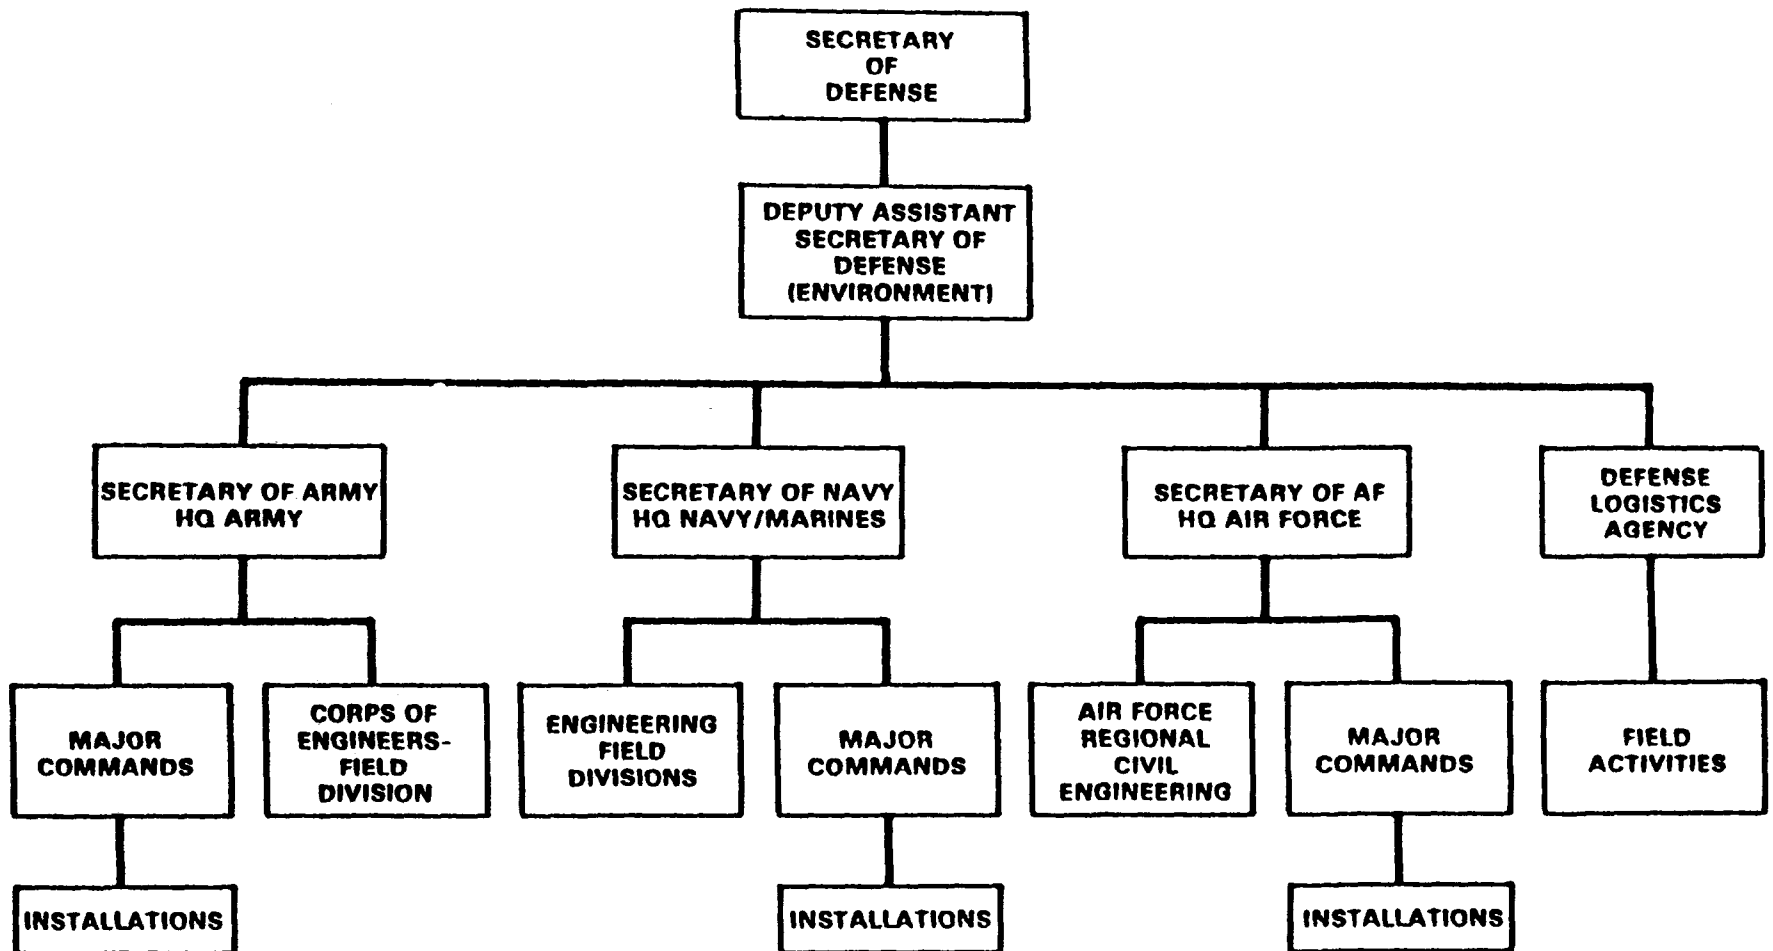 SECRETARY
OF
DEFENSE
DEPUTY ASSISTANT
SECRETARY OF
DEFENSE
(ENVIRONMENT)
SECRETARY OF ARMY
HQ ARMY
SECRETARY OF NAVY
HQ NAVY/MARINES
SECRETARY OF AF
HQ AIR FORCE
DEFENSE
LOGISTICS
AGENCY
MAJOR
COMMANDS
CORPS OF
ENGINEERS-
FIELD
DIVISION
ENGINEERING
FIELD
DIVISIONS
MAJOR
COMMANDS
AIR FORCE
REGIONAL
CIVIL
ENGINEERING
MAJOR
COMMANDS
FIELD
ACTIVITIES
INSTALLATIONS
INSTALLATIONS
INSTALLATIONS